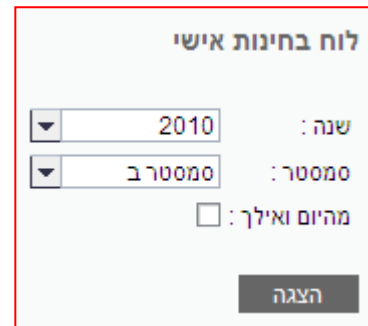 לוח בחינות אישי
שנה : 2010
סמסטר : סמסטר ב
מהיום ואילך :
הצגה